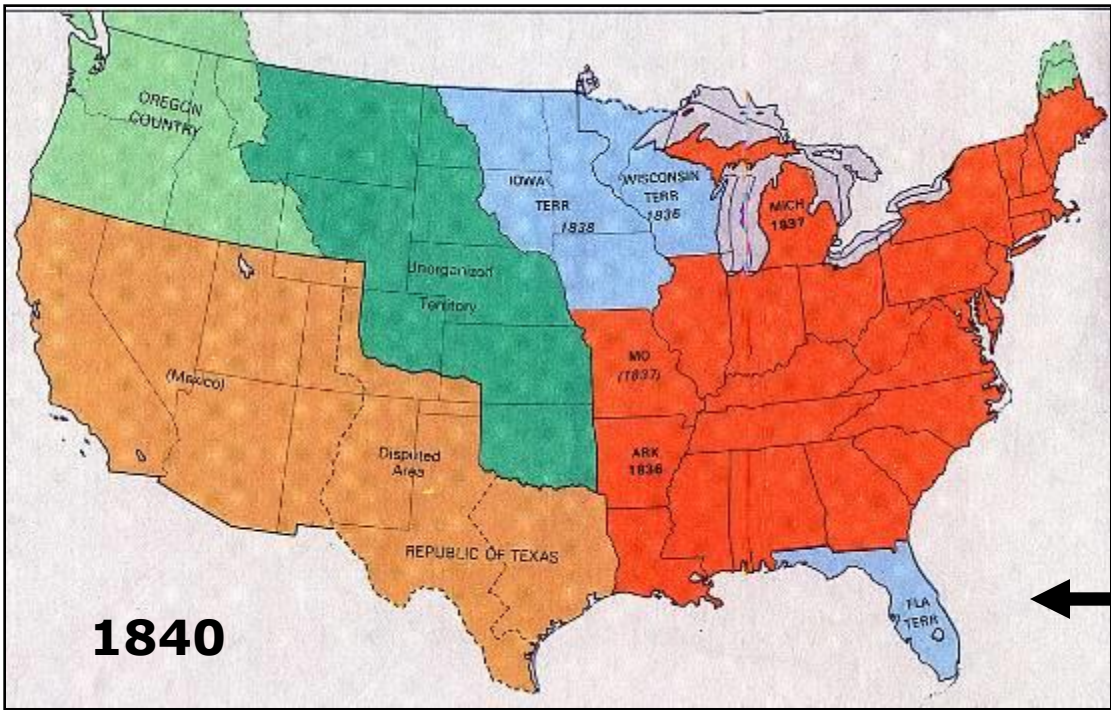 OREGON
COUNTRY
IOWA
TERR
1838
WISCONSIN
TERR
1836
MICH
1837
Unorganized
Territory
(Mexico)
MO
(1837)
Disputed
Area
ARK
1836
REPUBLIC OF TEXAS
FLA
TERR
1840